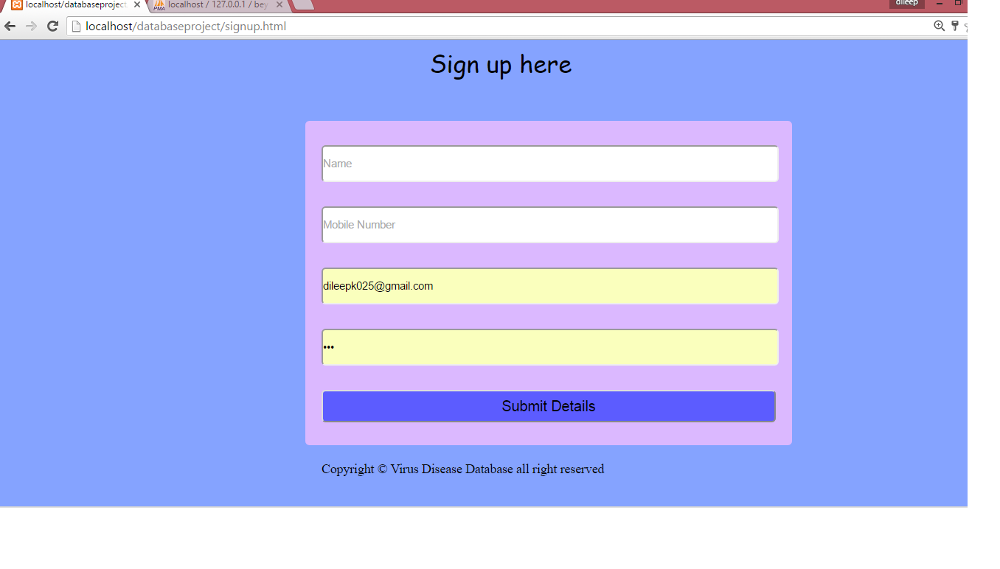 localhost/databaseproject
localhost / 127.0.0.1 / bey
dileep
PMA
localhost/databaseproject/signup.html
Sign up here
Name
Mobile Number
dileepk025@gmail.com
•••
Submit Details
Copyright © Virus Disease Database all right reserved